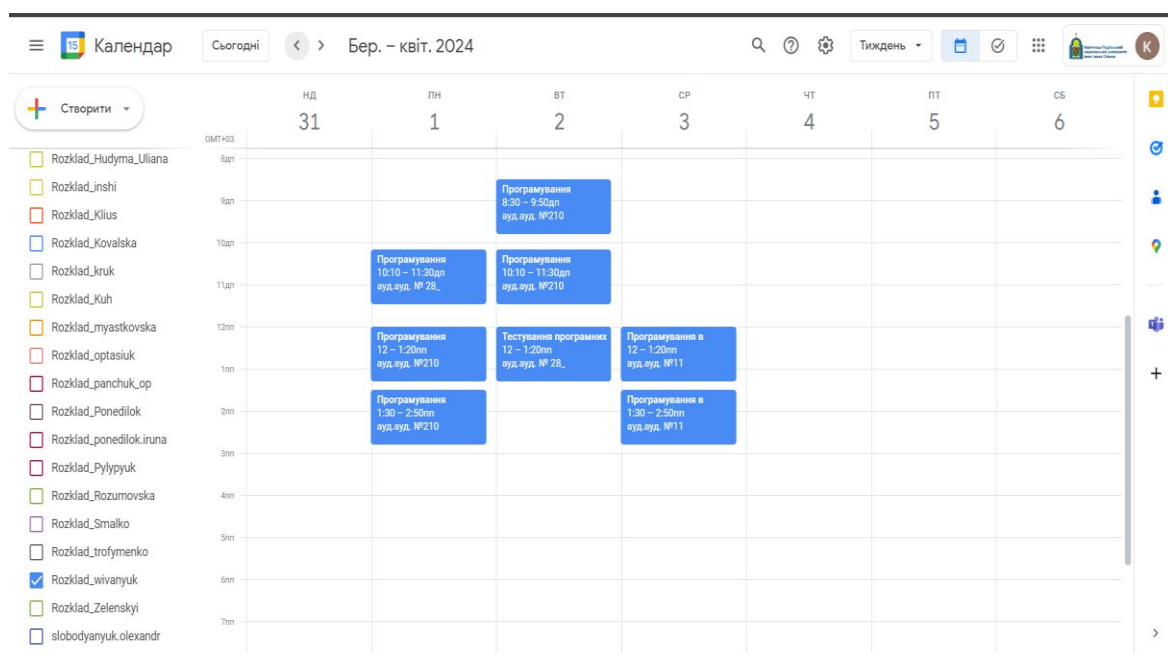 Календар
Сьогодні
Бер. – квіт. 2024
Тиждень
K
Створити
GMT+03
НД
31
ПН
1
ВТ
2
СР
3
ЧТ
4
ПТ
5
СБ
6
Rozklad_Hudyma_Uliana
Rozklad_inshi
Rozklad_Klius
Rozklad_Kovalska
Rozklad_kruk
Rozklad_Kuh
Rozklad_myastkovska
Rozklad_optasiuk
Rozklad_panchuk_op
Rozklad_Ponedilok
Rozklad_ponedilok.iruna
Rozklad_Pylypyuk
Rozklad_Rozumovska
Rozklad_Smalko
Rozklad_trofymenko
Rozklad_wivanyuk
Rozklad_Zelenskyi
slobodyanyuk.olexandr
8дп
9дп
10дп
11дп
12пп
1пп
2пп
3пп
4пп
5пп
6пп
7пп
Програмування
10:10 – 11:30дп
ауд.ауд. № 28_
Програмування
12 – 1:20пп
ауд.ауд. №210
Програмування
1:30 – 2:50пп
ауд.ауд. №210
Програмування
8:30 – 9:50дп
ауд.ауд. №210
Програмування
10:10 – 11:30дп
ауд.ауд. №210
Тестування програмних
12 – 1:20пп
ауд.ауд. № 28_
Програмування в
12 – 1:20пп
ауд.ауд. №11
Програмування в
1:30 – 2:50пп
ауд.ауд. №11